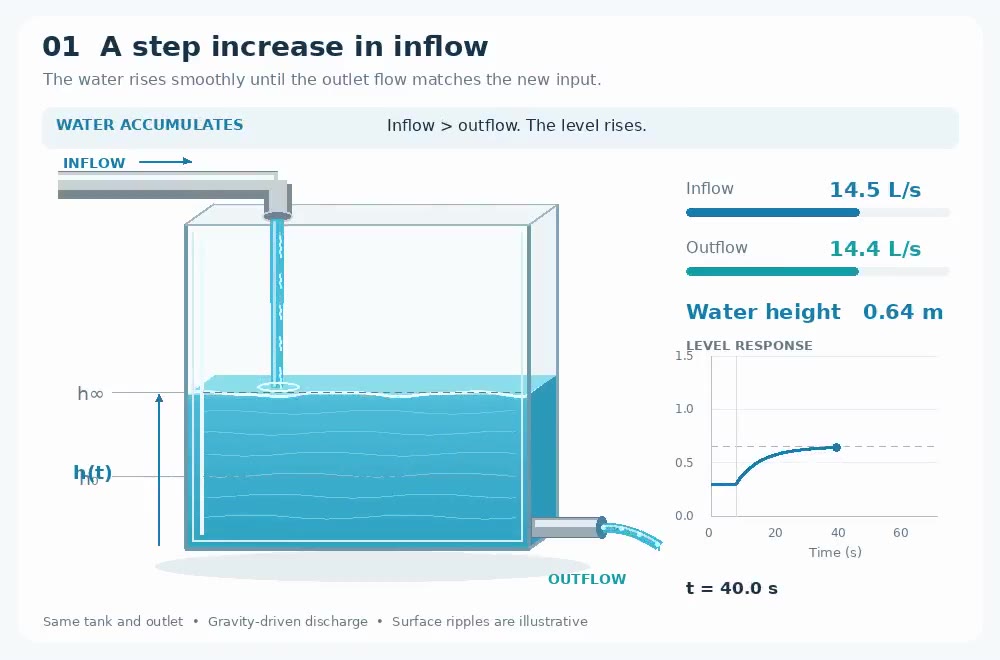 01 A step increase in inflow
The water rises smoothly until the outlet flow matches the new input.
WATER ACCUMULATES Inflow > outflow. The level rises.
INFLOW
Inflow 14.5 L/s
Outflow 14.4 L/s
Water height 0.64 m
LEVEL RESPONSE
1.5
1.0
0.5
0.0
0 20 40 60
Time (s)
t = 40.0 s
h∞
h(t)
h₀
OUTFLOW
Same tank and outlet • Gravity-driven discharge • Surface ripples are illustrative